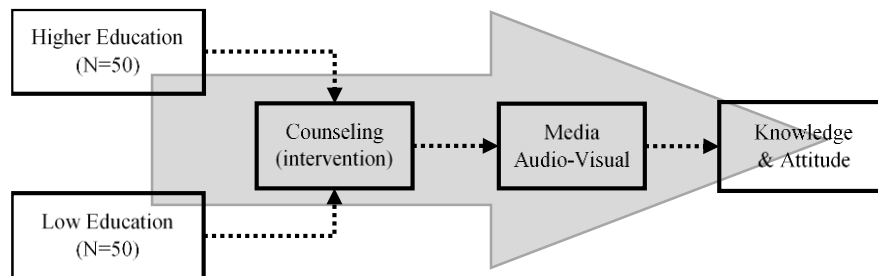 Higher Education
(N=50)
Counseling
(intervention)
Media
Audio-Visual
Knowledge
& Attitude
Low Education
(N=50)